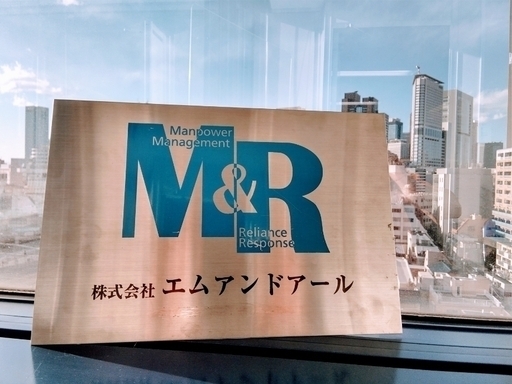 Manpower
Management
M&R
Reliance
Response
株式会社 エムアンドアール